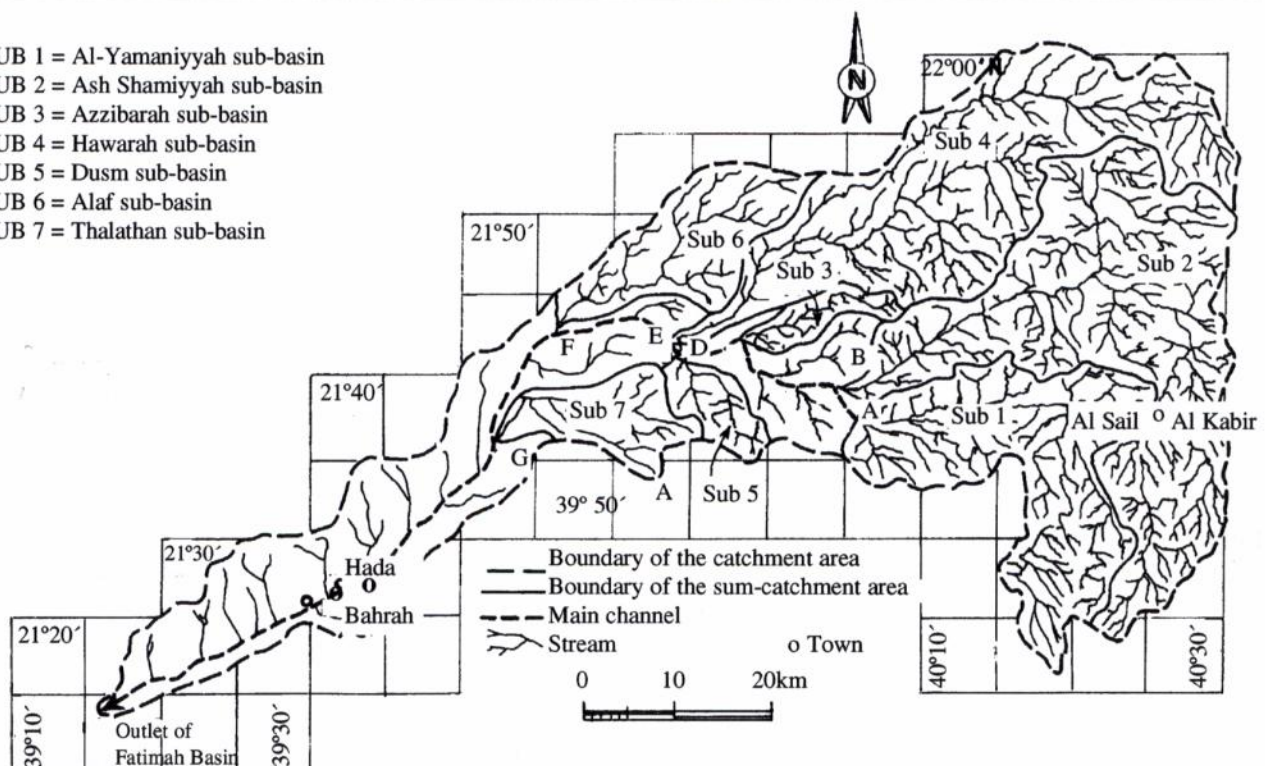 UB 1 = Al-Yamaniyyah sub-basin
UB 2 = Ash Shamiyyah sub-basin
UB 3 = Azzibarah sub-basin
UB 4 = Hawarah sub-basin
UB 5 = Dusm sub-basin
UB 6 = Alaf sub-basin
UB 7 = Thalathan sub-basin
N
22°00´ N
Sub 4
21°50´
Sub 6
Sub 3
Sub 2
F
E
D
B
21°40´
Sub 7
A
Sub 1
Al Sail o Al Kabir
G
A
Sub 5
39° 50´
21°30´
Hada
Bahrah
Boundary of the catchment area
Boundary of the sum-catchment area
Main channel
Stream
o Town
21°20´
40°10´
40°30´
0 10 20km
Outlet of
Fatimah Basin
39°10´
39°30´